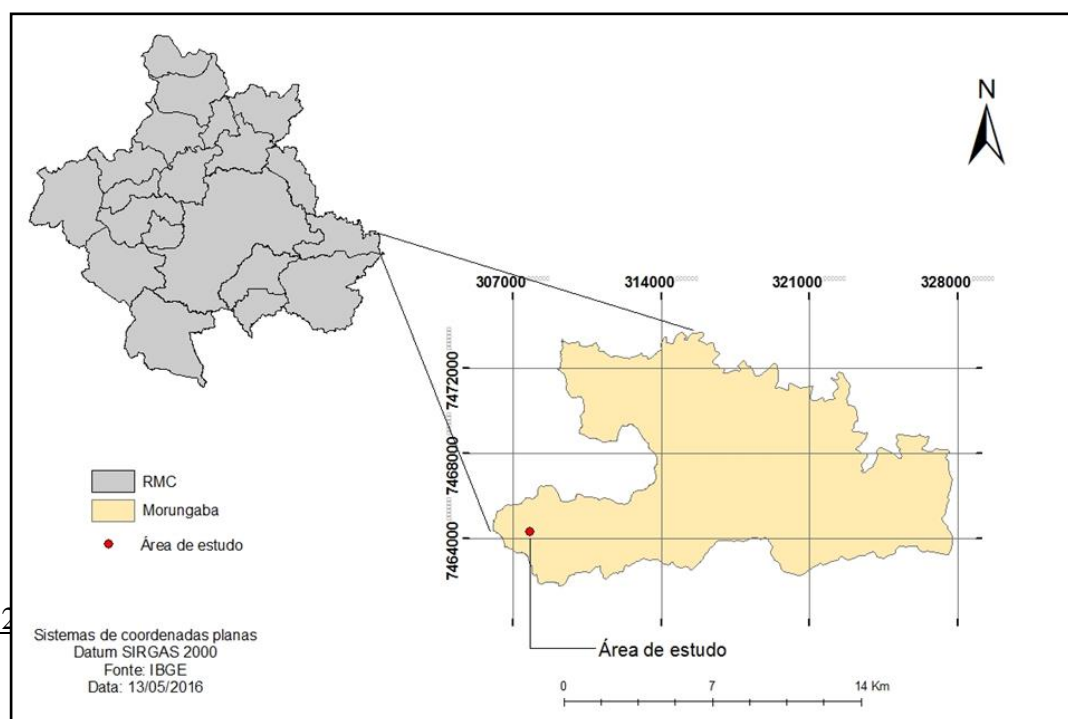 N
307000 314000 321000 328000
7472000
7468000
7464000
RMC
Morungaba
Área de estudo
Área de estudo
Sistemas de coordenadas planas
Datum SIRGAS 2000
Fonte: IBGE
Data: 13/05/2016
0 7 14 Km
2